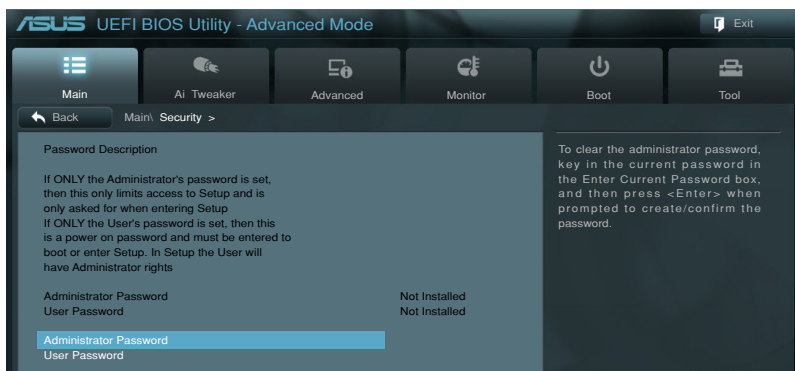 ASUS UEFI BIOS Utility - Advanced Mode
Exit
Main
Ai Tweaker
Advanced
Monitor
Boot
Tool
Back
Main\ Security >
Password Description
If ONLY the Administrator's password is set,
then this only limits access to Setup and is
only asked for when entering Setup
If ONLY the User's password is set, then this
is a power on password and must be entered to
boot or enter Setup. In Setup the User will
have Administrator rights
Administrator Password Not Installed
User Password Not Installed
Administrator Password
User Password
To clear the administrator password,
key in the current password in
the Enter Current Password box,
and then press <Enter> when
prompted to create/confirm the
password.